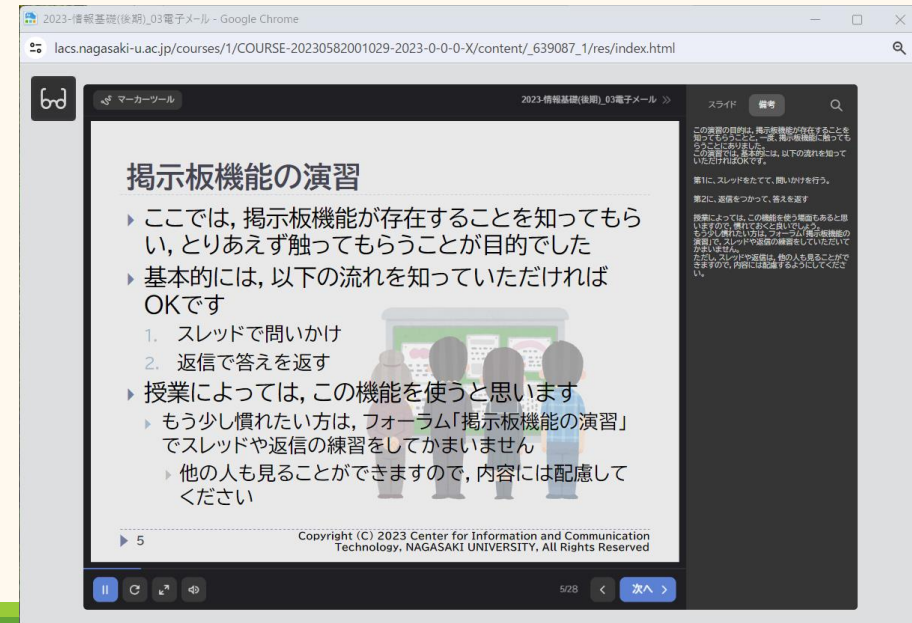 2023-情報基礎(後期)_03電子メール - Google Chrome
lacs.nagasaki-u.ac.jp/courses/1/COURSE-20230582001029-2023-0-0-0-X/content/_639087_1/res/index.html
マーカーツール
2023-情報基礎(後期)_03電子メール
スライド
備考
掲示板機能の演習
ここでは,掲示板機能が存在することを知ってもら
い,とりあえず触ってもらうことが目的でした
基本的には,以下の流れを知っていただければ
OKです
1. スレッドで問いかけ
2. 返信で答えを返す
授業によっては,この機能を使うと思います
もう少し慣れたい方は,フォーラム「掲示板機能の演習」
でスレッドや返信の練習をしてかまいません
他の人も見ることができますので,内容には配慮して
ください
5
Copyright (C) 2023 Center for Information and Communication
Technology, NAGASAKI UNIVERSITY, All Rights Reserved
この演習の目的は、掲示板機能が存在することを
知ってもらうことと、一度、掲示板機能に触っても
らうことにありました。
この演習では、基本的には、以下の流れを知って
いただければOKです。
第1に、スレッドをたてて、問いかけを行う。
第2に、返信をつかって、答えを返す
授業によっては、この機能を使う場面もあると思
いますので、慣れておくと良いでしょう。
もう少し慣れたい方は、フォーラム「掲示板機能の
演習」で、スレッドや返信の練習をしていただいて
かまいません。
ただし、スレッドや返信は、他の人も見ることがで
きますので、内容には配慮するようにしてくださ
い。
5/28
次へ